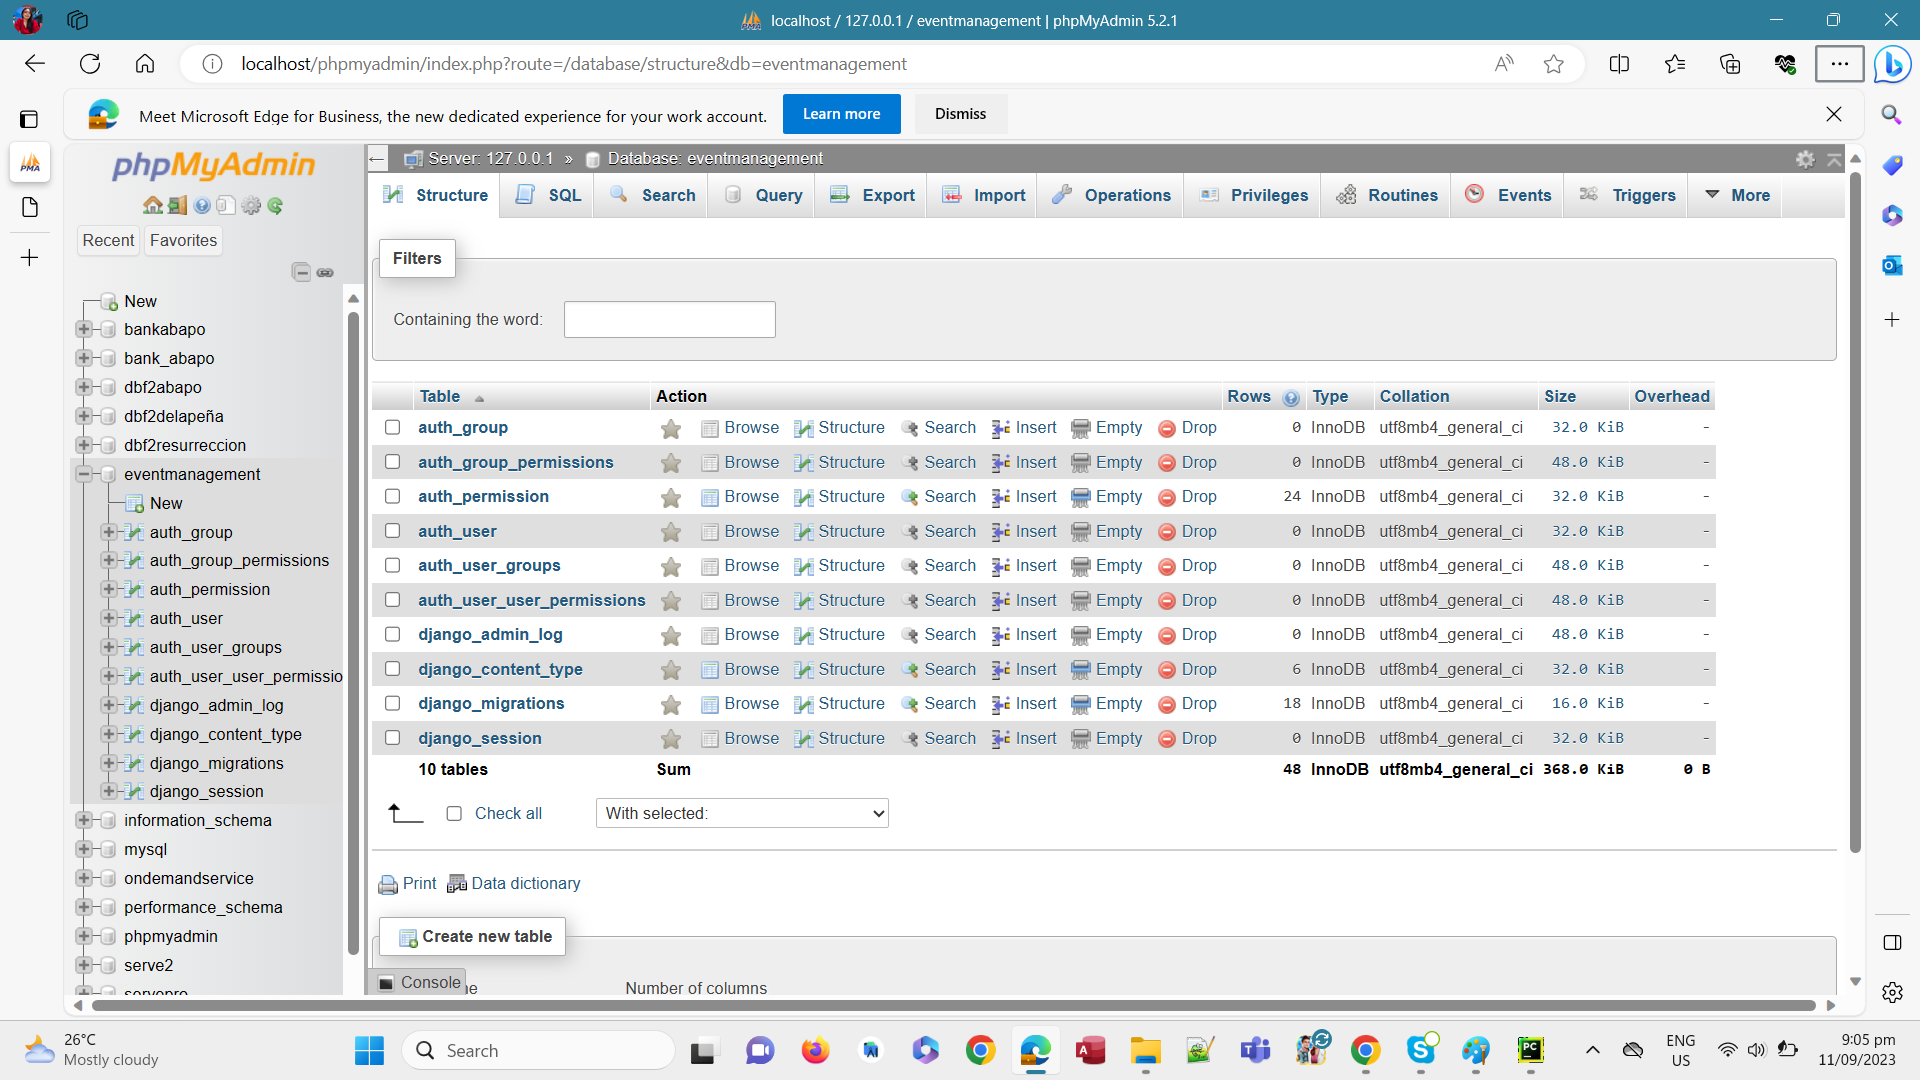 localhost / 127.0.0.1 / eventmanagement | phpMyAdmin 5.2.1
localhost/phpmyadmin/index.php?route=/database/structure&db=eventmanagement
Meet Microsoft Edge for Business, the new dedicated experience for your work account.
Learn more
Dismiss
phpMyAdmin
Recent
Favorites
New
bankabapo
bank_abapo
dbf2abapo
dbf2delapeña
dbf2resurreccion
eventmanagement
New
auth_group
auth_group_permissions
auth_permission
auth_user
auth_user_groups
auth_user_user_permissio
django_admin_log
django_content_type
django_migrations
django_session
information_schema
mysql
ondemandservice
performance_schema
phpmyadmin
serve2
Server: 127.0.0.1 » Database: eventmanagement
Structure SQL Search Query Export Import Operations Privileges Routines Events Triggers More
Filters
Containing the word:
Table Action Rows Type Collation Size Overhead
auth_group Browse Structure Search Insert Empty Drop 0 InnoDB utf8mb4_general_ci 32.0 KiB -
auth_group_permissions Browse Structure Search Insert Empty Drop 0 InnoDB utf8mb4_general_ci 48.0 KiB -
auth_permission Browse Structure Search Insert Empty Drop 24 InnoDB utf8mb4_general_ci 32.0 KiB -
auth_user Browse Structure Search Insert Empty Drop 0 InnoDB utf8mb4_general_ci 32.0 KiB -
auth_user_groups Browse Structure Search Insert Empty Drop 0 InnoDB utf8mb4_general_ci 48.0 KiB -
auth_user_user_permissions Browse Structure Search Insert Empty Drop 0 InnoDB utf8mb4_general_ci 48.0 KiB -
django_admin_log Browse Structure Search Insert Empty Drop 0 InnoDB utf8mb4_general_ci 48.0 KiB -
django_content_type Browse Structure Search Insert Empty Drop 6 InnoDB utf8mb4_general_ci 32.0 KiB -
django_migrations Browse Structure Search Insert Empty Drop 18 InnoDB utf8mb4_general_ci 16.0 KiB -
django_session Browse Structure Search Insert Empty Drop 0 InnoDB utf8mb4_general_ci 32.0 KiB -
10 tables Sum 48 InnoDB utf8mb4_general_ci 368.0 KiB 0 B
Check all
With selected:
Print Data dictionary
Create new table
Console
Number of columns
26°C
Mostly cloudy
Search
ENG
US
9:05 pm
11/09/2023